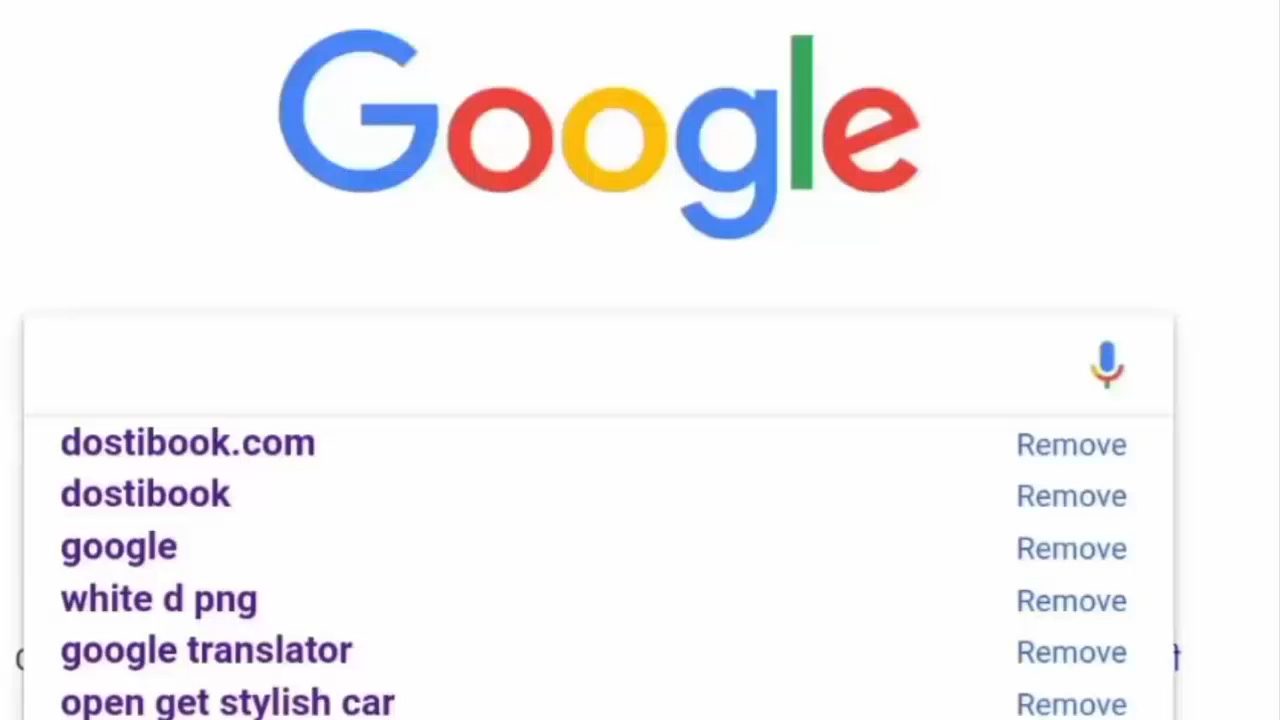 Google
dostibook.com Remove
dostibook Remove
google Remove
white d png Remove
google translator Remove
open get stylish car Remove